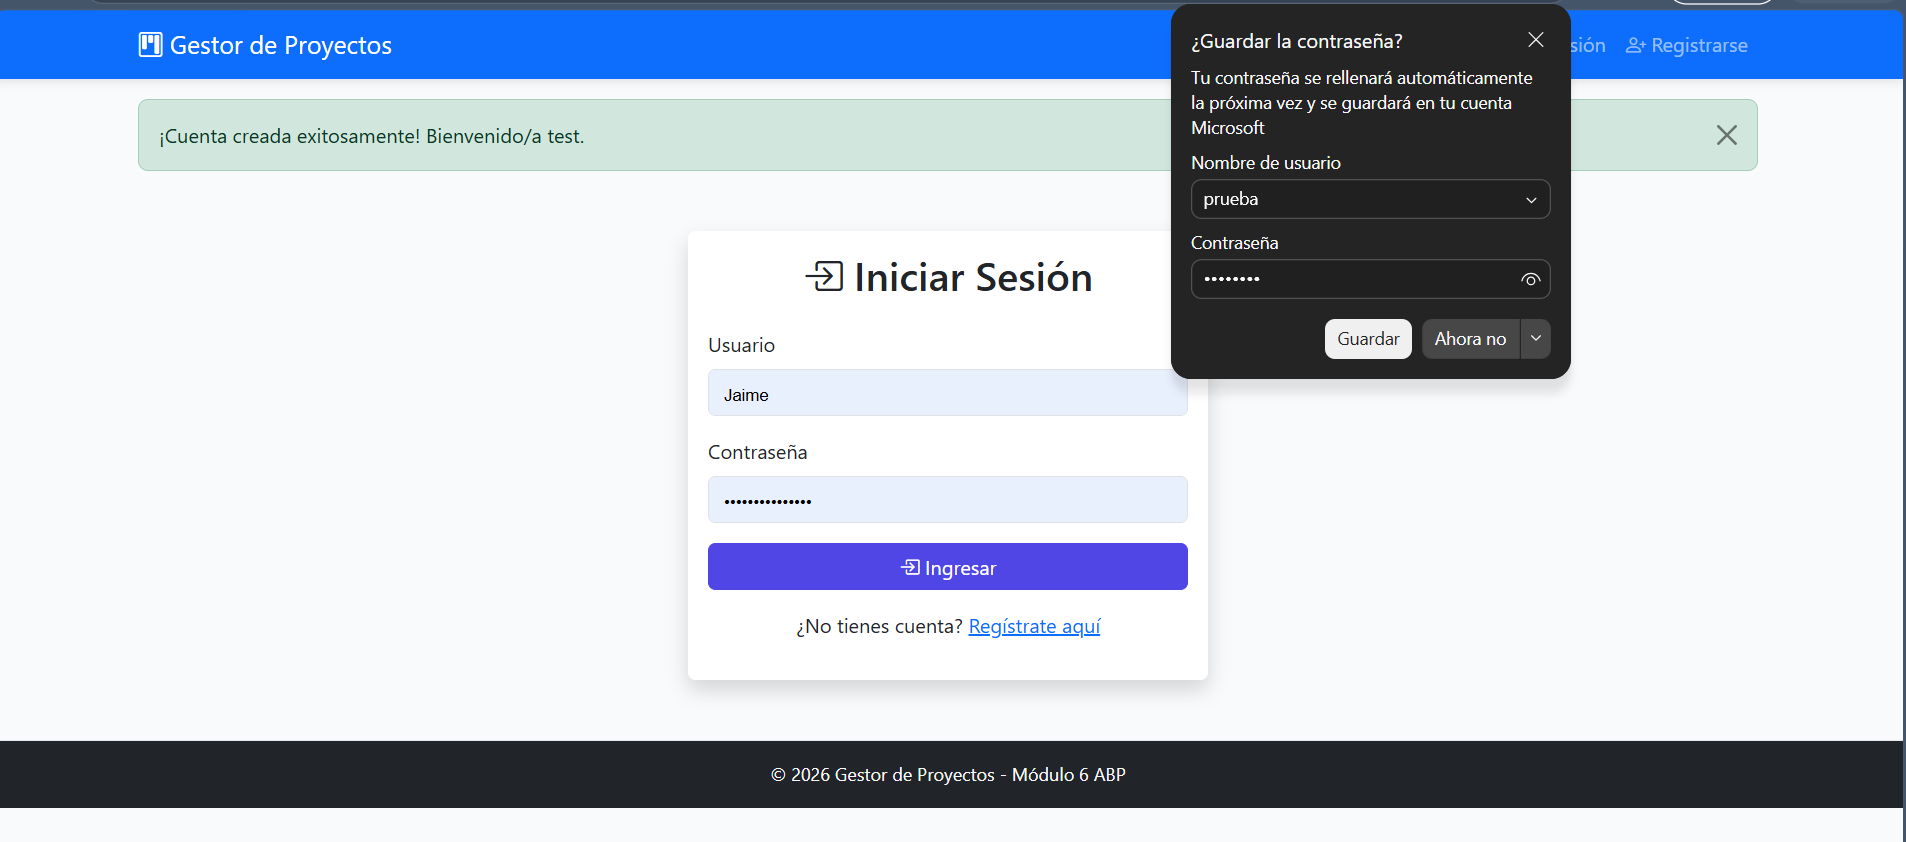 Gestor de Proyectos
sión
Registrarse
¡Cuenta creada exitosamente! Bienvenido/a test.
¿Guardar la contraseña?
Tu contraseña se rellenará automáticamente
la próxima vez y se guardará en tu cuenta
Microsoft
Nombre de usuario
prueba
Contraseña
••••••••
Guardar
Ahora no
Iniciar Sesión
Usuario
Jaime
Contraseña
•••••••••••••••
Ingresar
¿No tienes cuenta? Regístrate aquí
© 2026 Gestor de Proyectos - Módulo 6 ABP